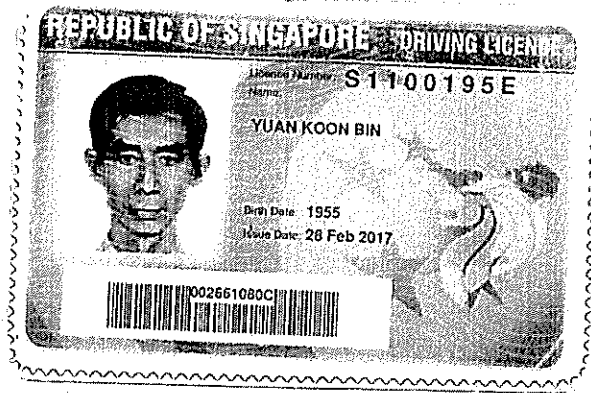 REPUBLIC OF SINGAPORE DRIVING LICENCE
Licence Number: S1100195E
Name:
YUAN KOON BIN
Birth Date: 1955
Issue Date: 28 Feb 2017
002661080C